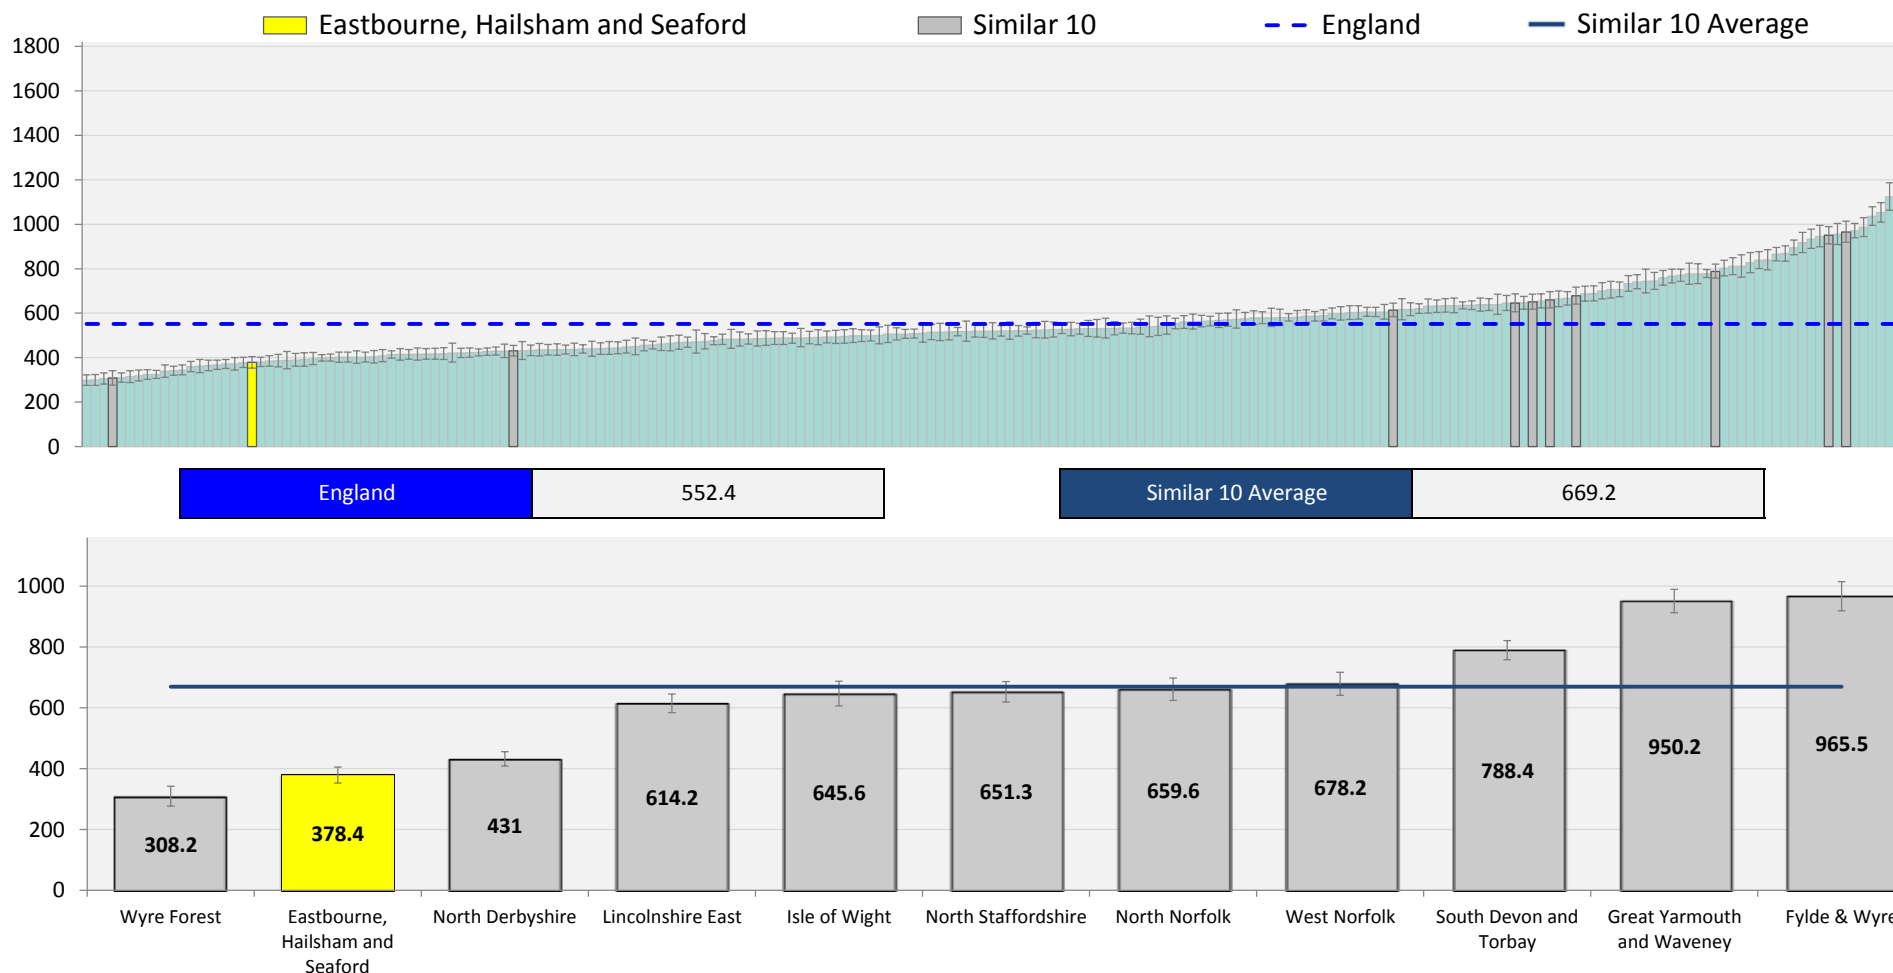 Eastbourne, Hailsham and Seaford Similar 10 England Similar 10 Average
1800
1600
1400
1200
1000
800
600
400
200
0
England 552.4 Similar 10 Average 669.2
1000
800
600
400
200
0
308.2 378.4 431 614.2 645.6 651.3 659.6 678.2 788.4 950.2 965.5
Wyre Forest Eastbourne, North Derbyshire Lincolnshire East Isle of Wight North Staffordshire North Norfolk West Norfolk South Devon and Great Yarmouth Fylde & Wyre
Hailsham and Torbay and Waveney
Seaford